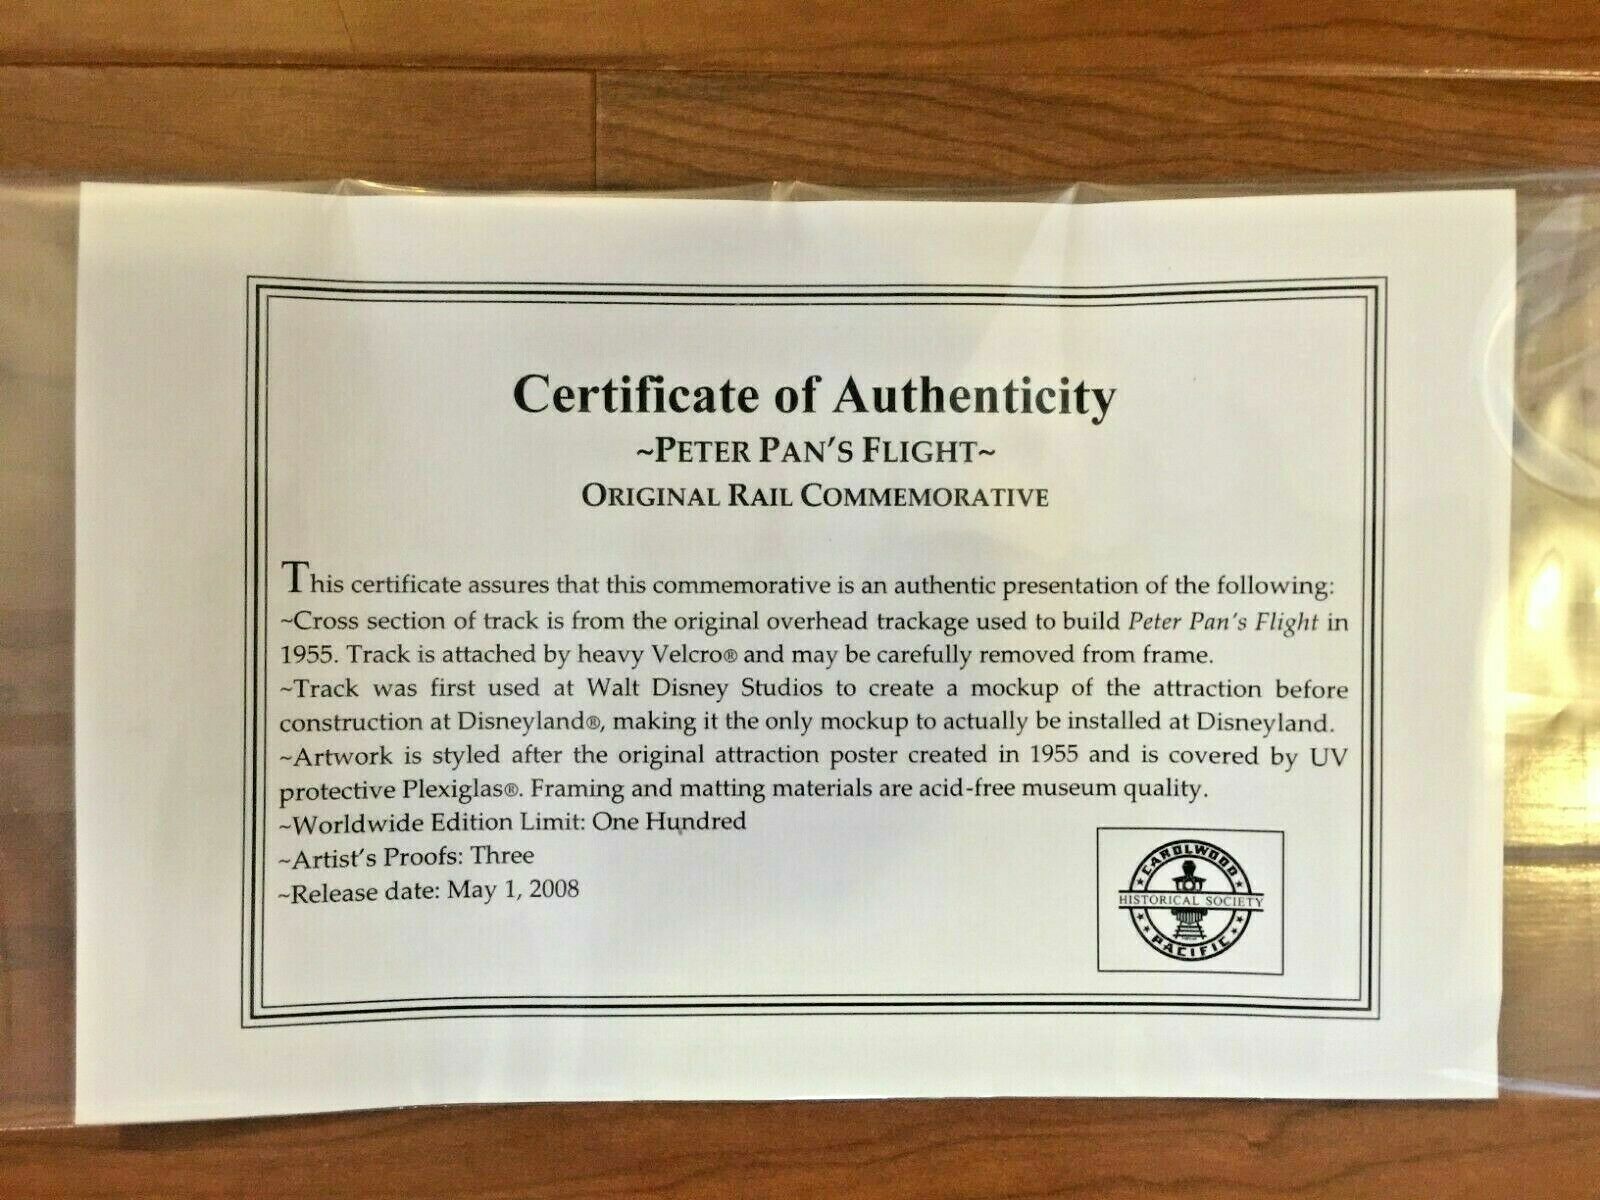 Certificate of Authenticity
~PETER PAN'S FLIGHT~
ORIGINAL RAIL COMMEMORATIVE
This certificate assures that this commemorative is an authentic presentation of the following:
~Cross section of track is from the original overhead trackage used to build Peter Pan's Flight in
1955. Track is attached by heavy Velcro® and may be carefully removed from frame.
~Track was first used at Walt Disney Studios to create a mockup of the attraction before
construction at Disneyland®, making it the only mockup to actually be installed at Disneyland.
~Artwork is styled after the original attraction poster created in 1955 and is covered by UV
protective Plexiglas®. Framing and matting materials are acid-free museum quality.
~Worldwide Edition Limit: One Hundred
~Artist's Proofs: Three
~Release date: May 1, 2008
CAROLWOOD
HISTORICAL SOCIETY
PACIFIC